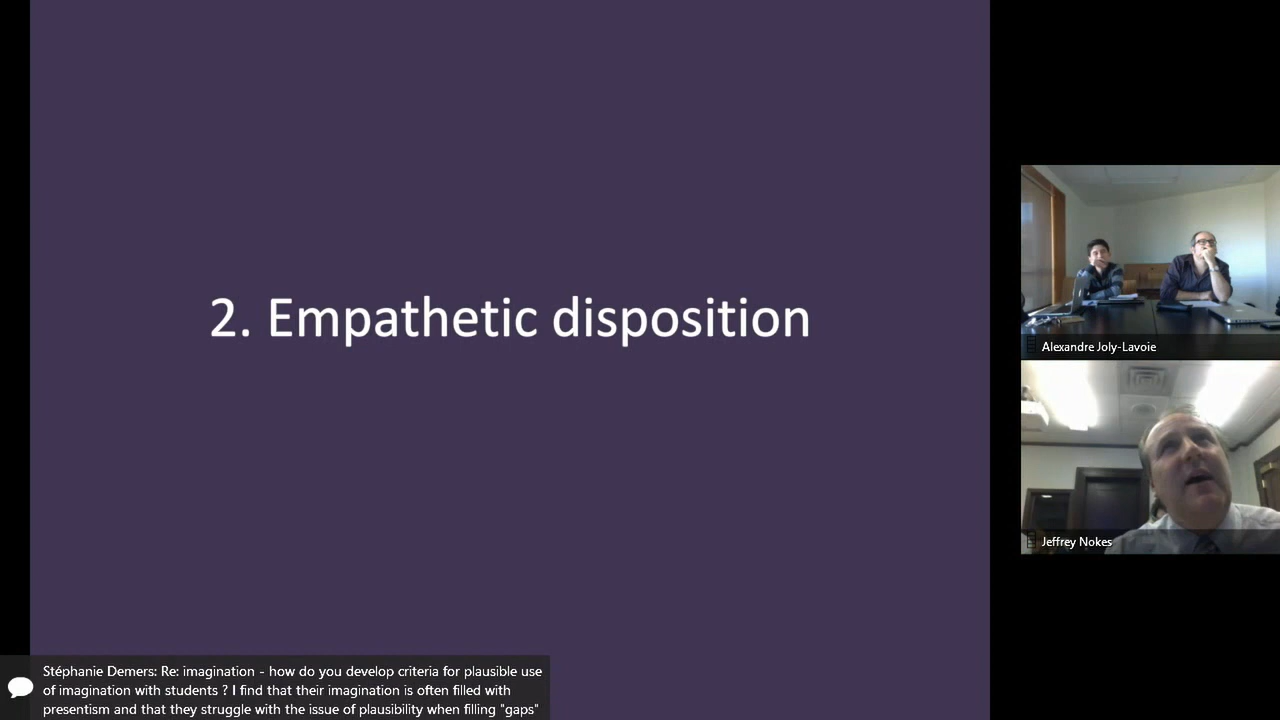 2. Empathetic disposition
Alexandre Joly-Lavoie
Jeffrey Nokes
Stéphanie Demers: Re: imagination - how do you develop criteria for plausible use
of imagination with students ? I find that their imagination is often filled with
presentism and that they struggle with the issue of plausibility when filling "gaps"